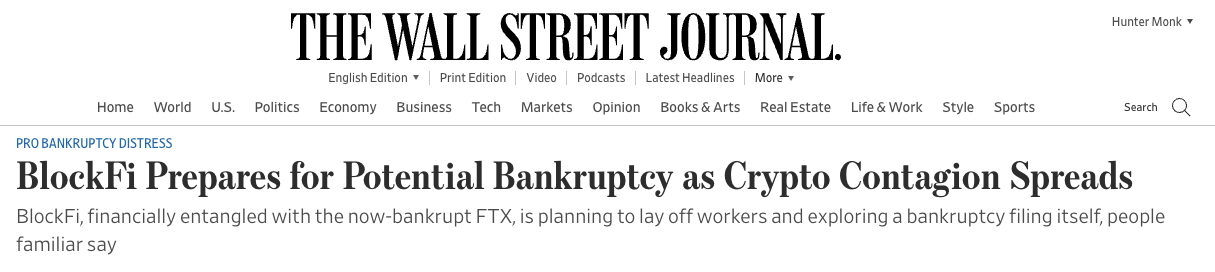 THE WALL STREET JOURNAL.
Hunter Monk ▼
English Edition ▼ Print Edition Video Podcasts Latest Headlines More ▼
Home World U.S. Politics Economy Business Tech Markets Opinion Books & Arts Real Estate Life & Work Style Sports Search
PRO BANKRUPTCY DISTRESS
BlockFi Prepares for Potential Bankruptcy as Crypto Contagion Spreads
BlockFi, financially entangled with the now-bankrupt FTX, is planning to lay off workers and exploring a bankruptcy filing itself, people
familiar say